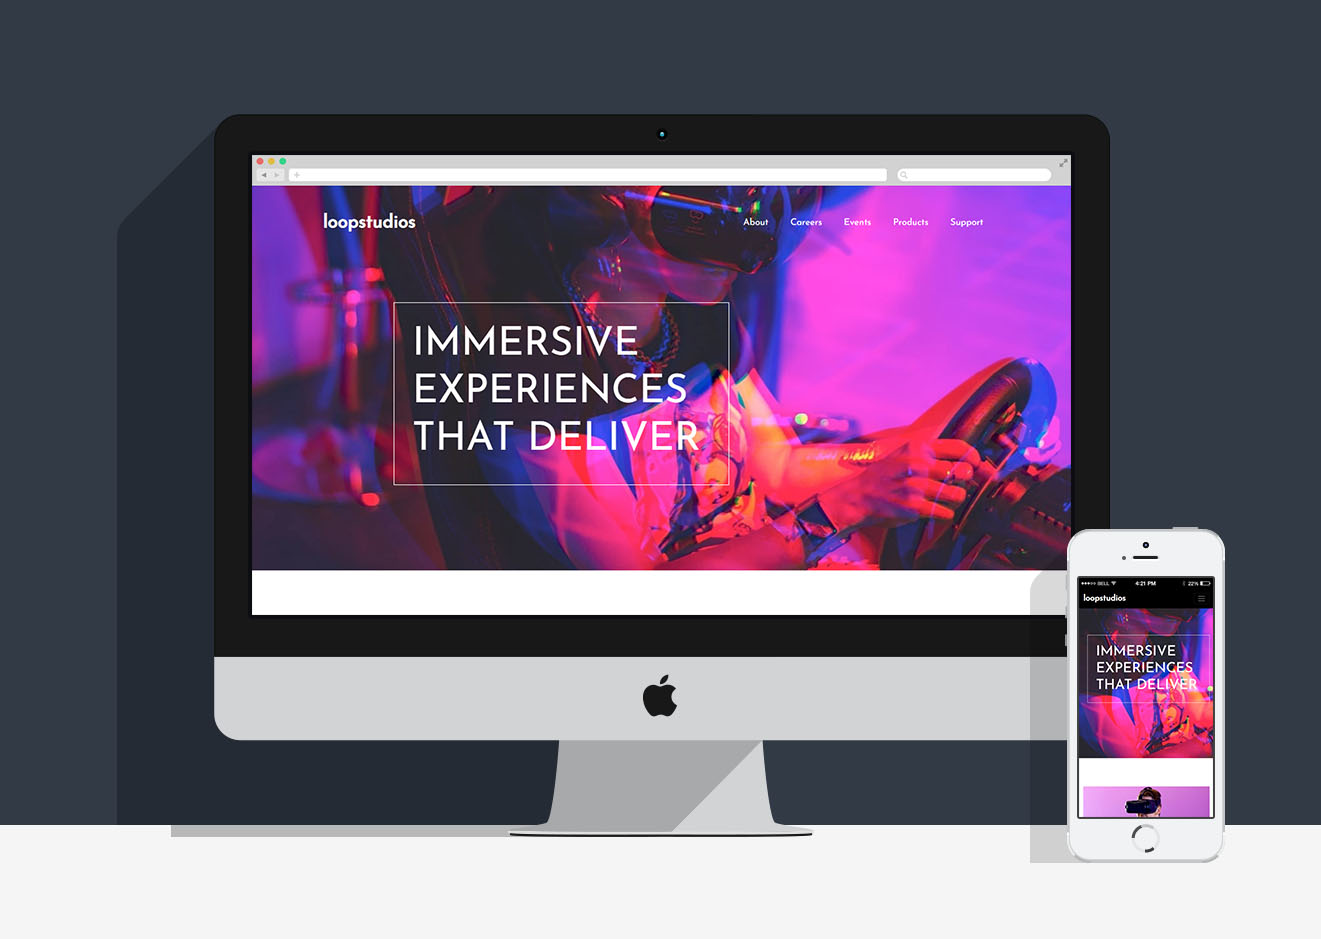 loopstudios
About Careers Events Products Support
IMMERSIVE
EXPERIENCES
THAT DELIVER
BELL 4:21 PM 22%
loopstudios
IMMERSIVE
EXPERIENCES
THAT DELIVER